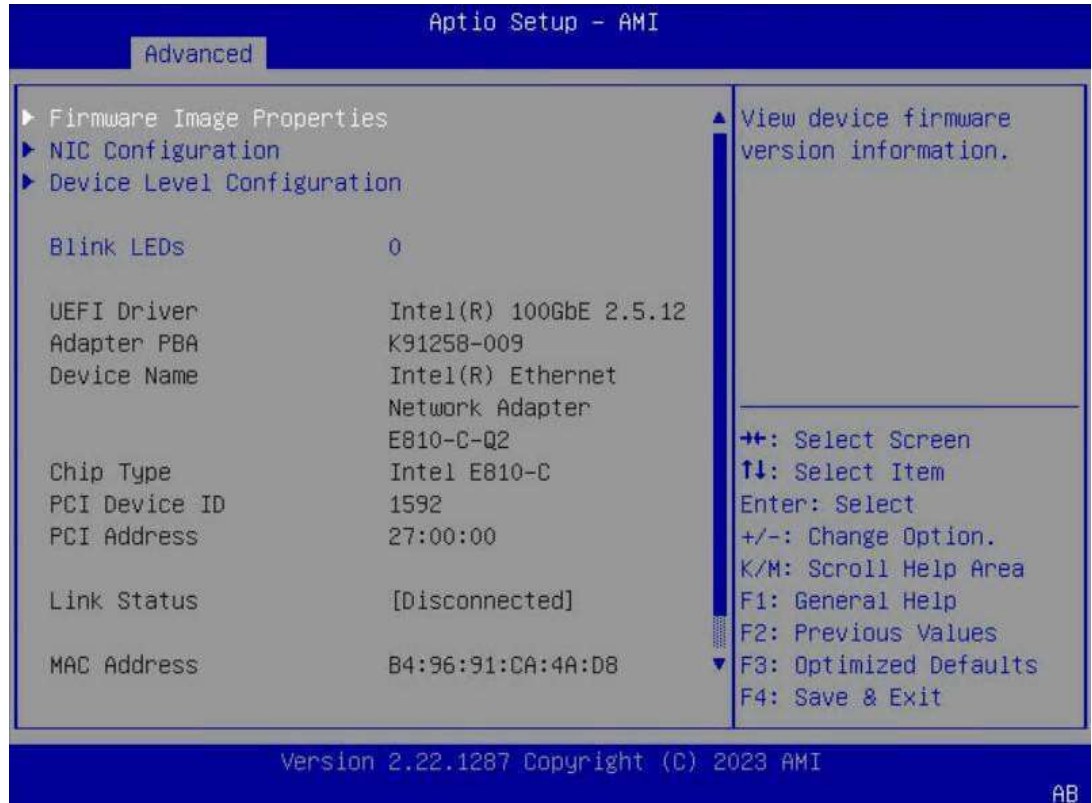 Aptio Setup – AMI
Advanced
Firmware Image Properties
NIC Configuration
Device Level Configuration
Blink LEDs 0
UEFI Driver Intel(R) 100GbE 2.5.12
Adapter PBA K91258-009
Device Name Intel(R) Ethernet
Network Adapter
E810-C-Q2
Chip Type Intel E810-C
PCI Device ID 1592
PCI Address 27:00:00
Link Status [Disconnected]
MAC Address B4:96:91:CA:4A:D8
View device firmware
version information.
→←: Select Screen
↑↓: Select Item
Enter: Select
+/-: Change Option.
K/M: Scroll Help Area
F1: General Help
F2: Previous Values
F3: Optimized Defaults
F4: Save & Exit
Version 2.22.1287 Copyright (C) 2023 AMI
AB